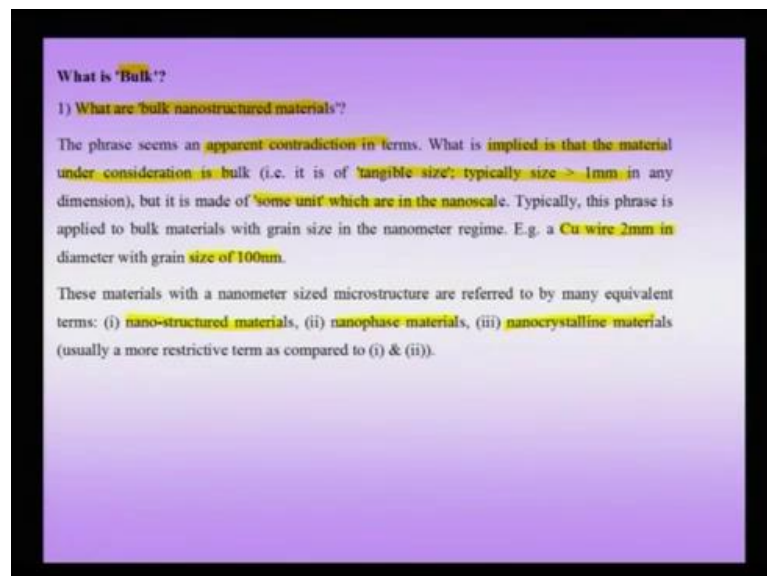 What is 'Bulk'?
1) What are 'bulk nanostructured materials'?
The phrase seems an apparent contradiction in terms. What is implied is that the material
under consideration is bulk (i.e. it is of 'tangible size'; typically size > 1mm in any
dimension), but it is made of 'some unit' which are in the nanoscale. Typically, this phrase is
applied to bulk materials with grain size in the nanometer regime. E.g. a Cu wire 2mm in
diameter with grain size of 100nm.
These materials with a nanometer sized microstructure are referred to by many equivalent
terms: (i) nano-structured materials, (ii) nanophase materials, (iii) nanocrystalline materials
(usually a more restrictive term as compared to (i) & (ii)).